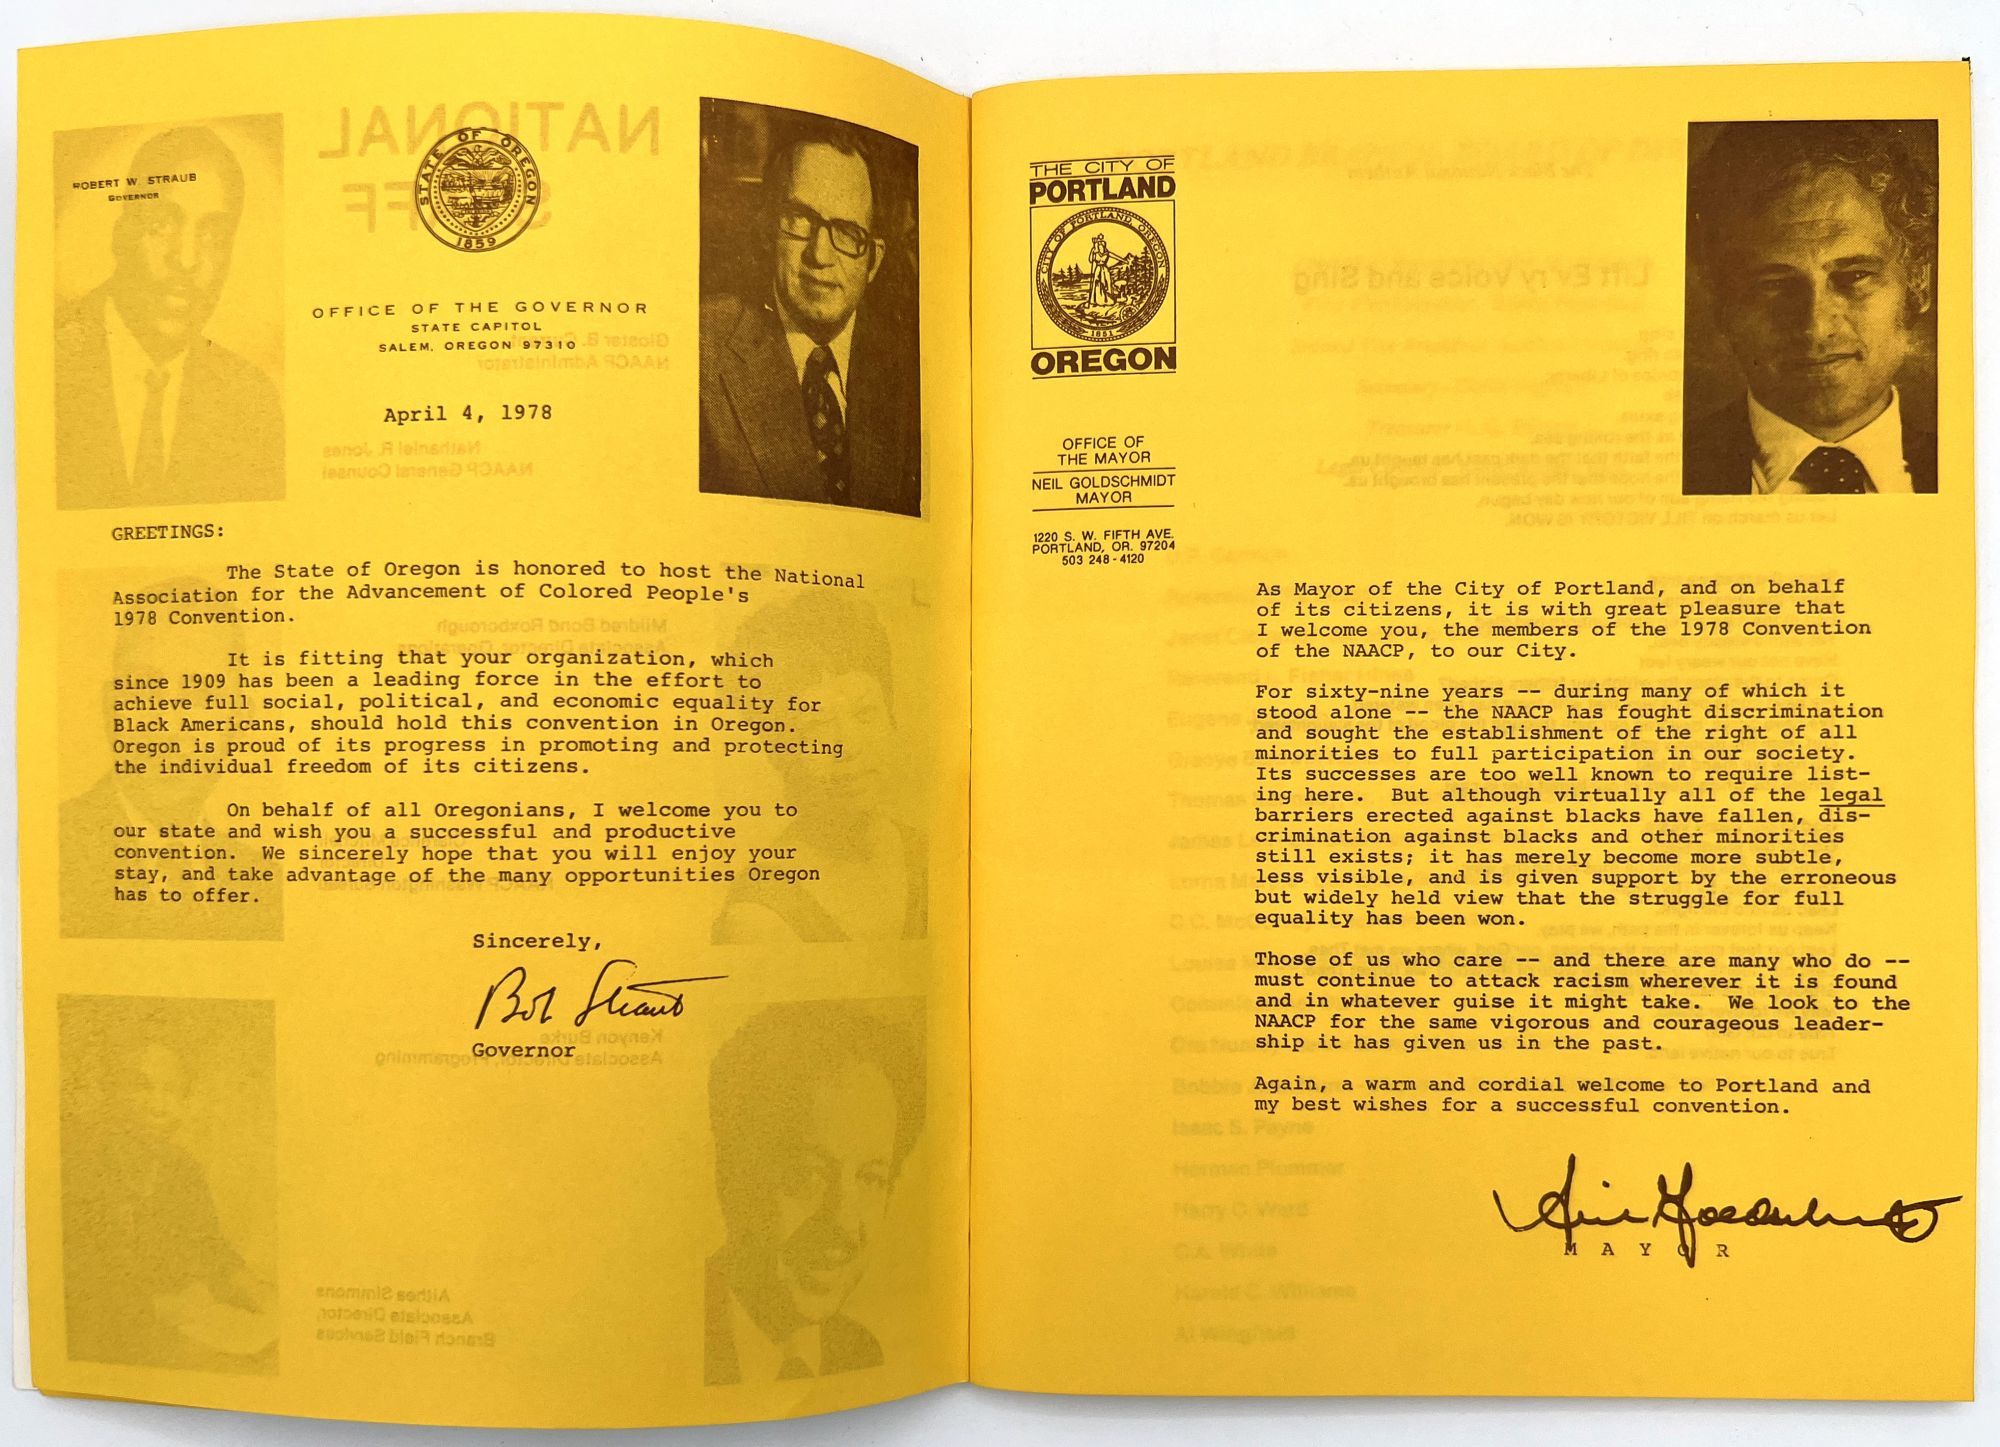 ROBERT W. STRAUB
GOVERNOR
STATE OF OREGON
1859
OFFICE OF THE GOVERNOR
STATE CAPITOL
SALEM, OREGON 97310
April 4, 1978
GREETINGS:
The State of Oregon is honored to host the National
Association for the Advancement of Colored People's
1978 Convention.
It is fitting that your organization, which
since 1909 has been a leading force in the effort to
achieve full social, political, and economic equality for
Black Americans, should hold this convention in Oregon.
Oregon is proud of its progress in promoting and protecting
the individual freedom of its citizens.
On behalf of all Oregonians, I welcome you to
our state and wish you a successful and productive
convention. We sincerely hope that you will enjoy your
stay, and take advantage of the many opportunities Oregon
has to offer.
Sincerely,
Bob Straub
Governor
THE CITY OF
PORTLAND
CITY OF PORTLAND, OREGON
1851
OREGON
OFFICE OF
THE MAYOR
NEIL GOLDSCHMIDT
MAYOR
1220 S. W. FIFTH AVE.
PORTLAND, OR. 97204
503 248-4120
As Mayor of the City of Portland, and on behalf
of its citizens, it is with great pleasure that
I welcome you, the members of the 1978 Convention
of the NAACP, to our City.
For sixty-nine years -- during many of which it
stood alone -- the NAACP has fought discrimination
and sought the establishment of the right of all
minorities to full participation in our society.
Its successes are too well known to require list-
ing here. But although virtually all of the legal
barriers erected against blacks have fallen, dis-
crimination against blacks and other minorities
still exists; it has merely become more subtle,
less visible, and is given support by the erroneous
but widely held view that the struggle for full
equality has been won.
Those of us who care -- and there are many who do --
must continue to attack racism wherever it is found
and in whatever guise it might take. We look to the
NAACP for the same vigorous and courageous leader-
ship it has given us in the past.
Again, a warm and cordial welcome to Portland and
my best wishes for a successful convention.
Neil Goldschmidt
MAYOR